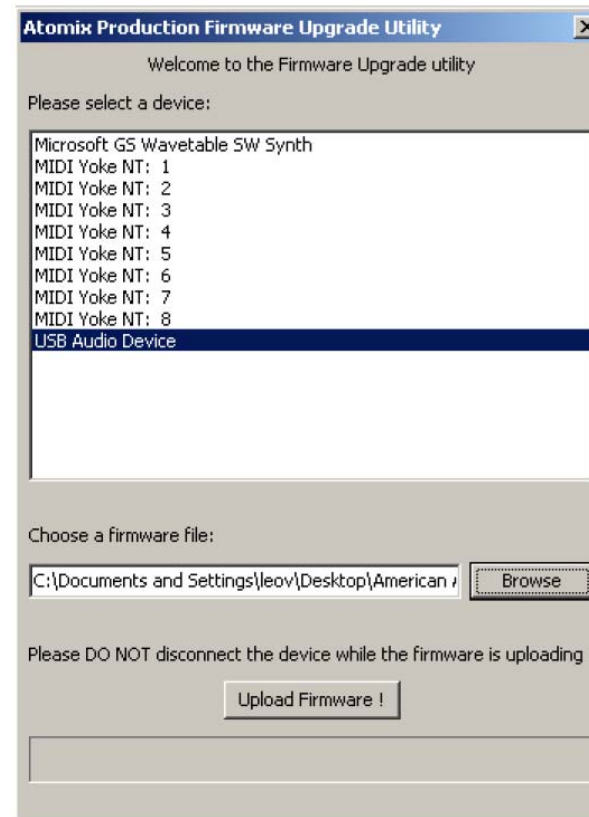 Atomix Production Firmware Upgrade Utility
Welcome to the Firmware Upgrade utility
Please select a device:
Microsoft GS Wavetable SW Synth
MIDI Yoke NT:  1
MIDI Yoke NT:  2
MIDI Yoke NT:  3
MIDI Yoke NT:  4
MIDI Yoke NT:  5
MIDI Yoke NT:  6
MIDI Yoke NT:  7
MIDI Yoke NT:  8
USB Audio Device
Choose a firmware file:
C:\Documents and Settings\leov\Desktop\American Browse
Please DO NOT disconnect the device while the firmware is uploading
Upload Firmware !